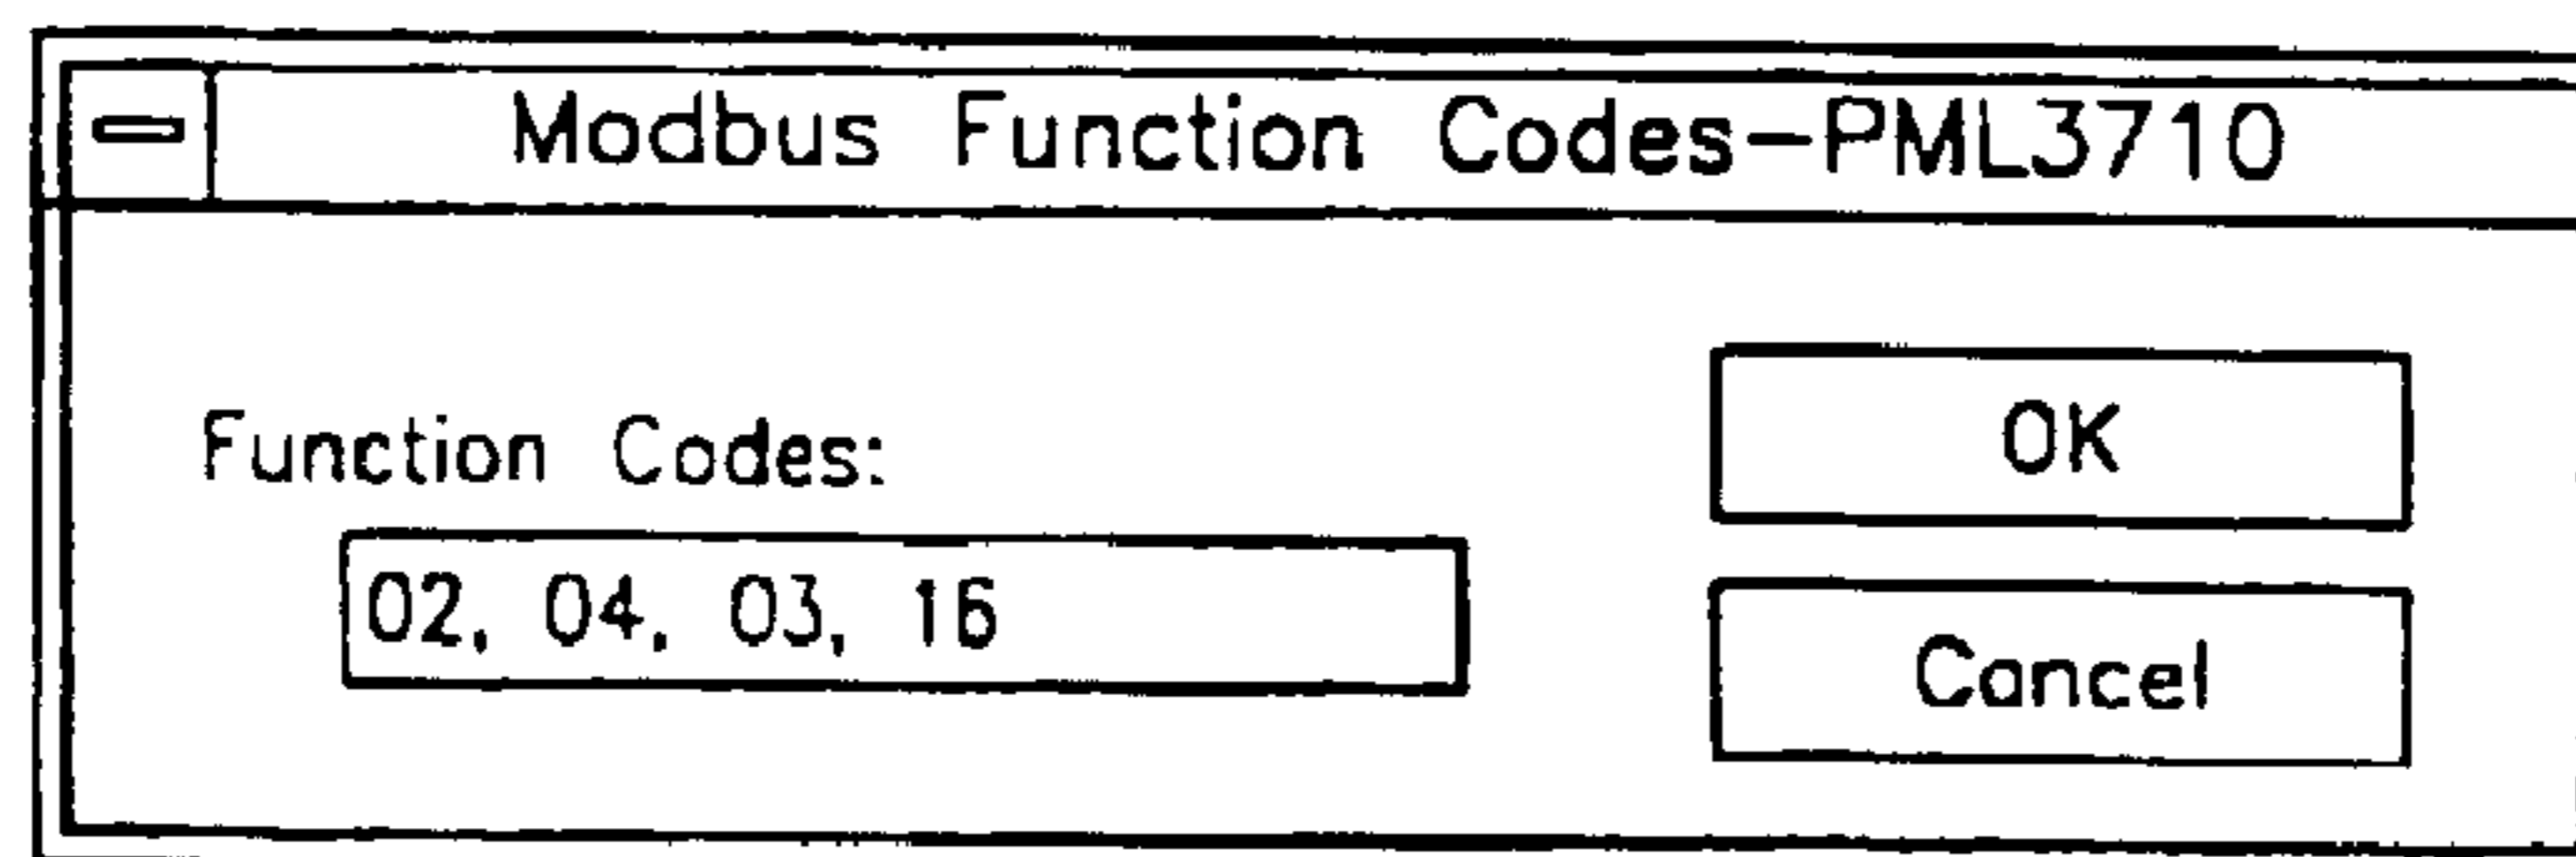 Modbus Function Codes-PML3710
Function Codes:
OK
02, 04, 03, 16
Cancel